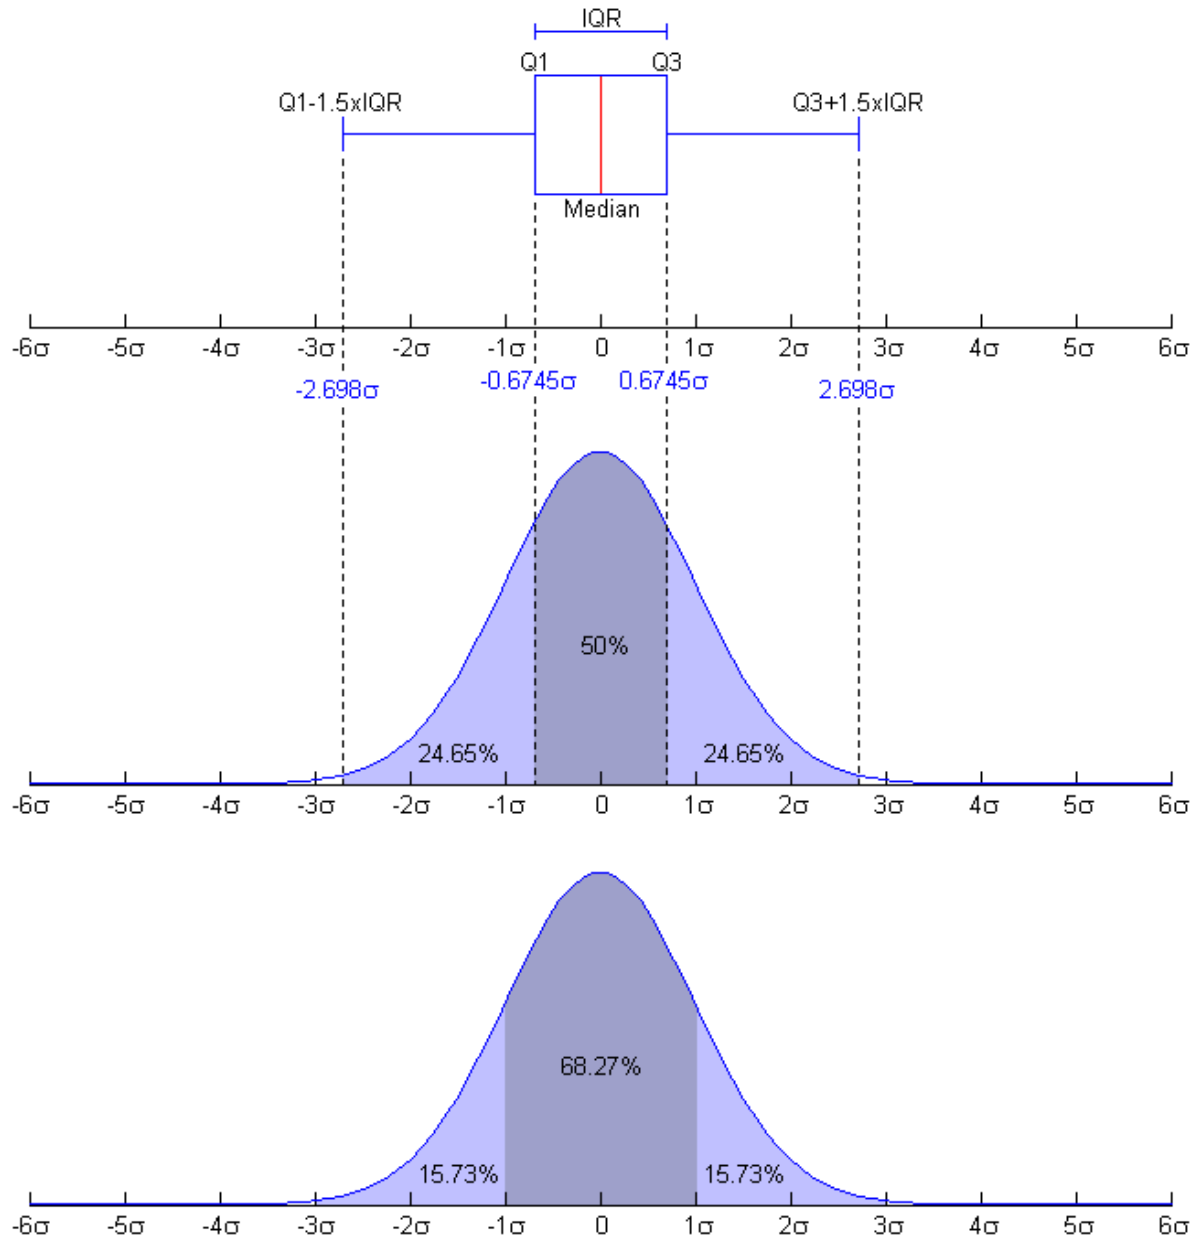 IQR
Q1 Q3
Q1-1.5xIQR Q3+1.5xIQR
Median
-6σ -5σ -4σ -3σ -2σ -1σ 0 1σ 2σ 3σ 4σ 5σ 6σ
-2.698σ -0.6745σ 0.6745σ 2.698σ
50%
24.65% 24.65%
-6σ -5σ -4σ -3σ -2σ -1σ 0 1σ 2σ 3σ 4σ 5σ 6σ
68.27%
15.73% 15.73%
-6σ -5σ -4σ -3σ -2σ -1σ 0 1σ 2σ 3σ 4σ 5σ 6σ